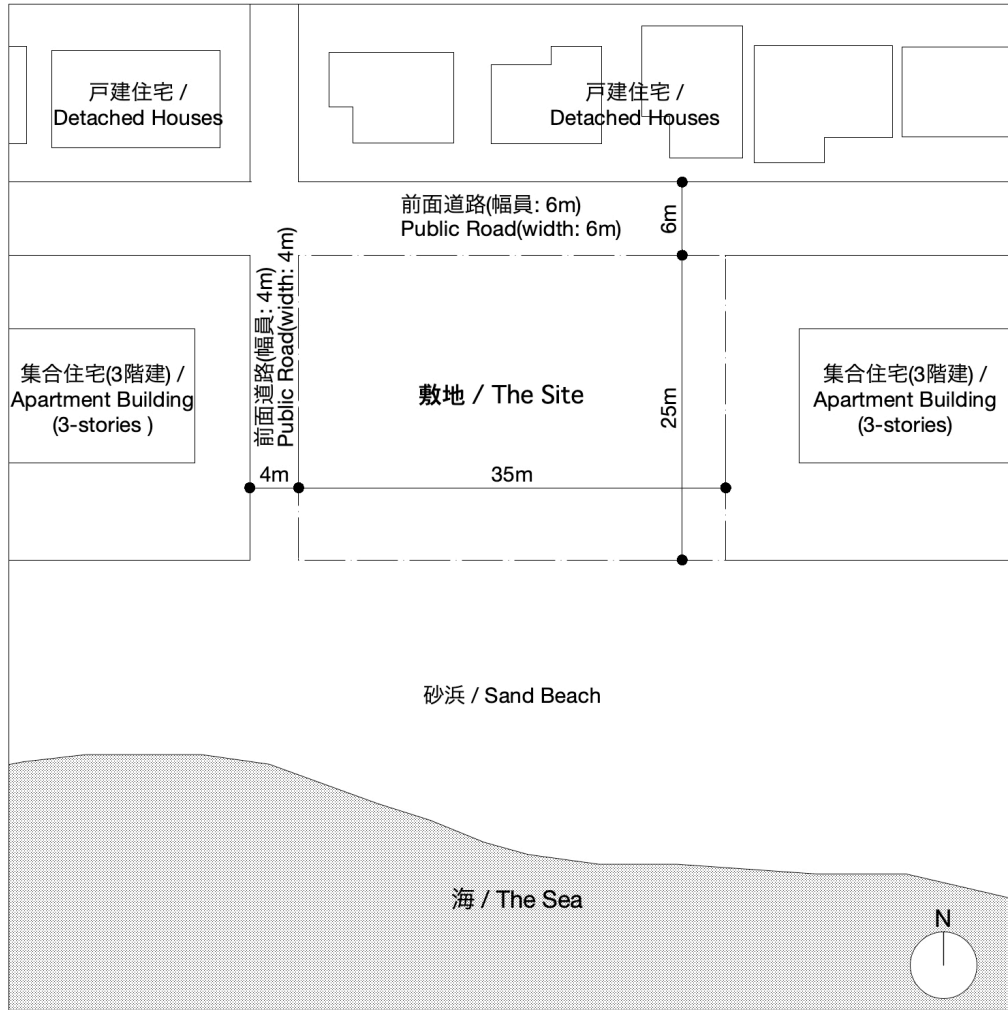 戸建住宅 /
Detached Houses
戸建住宅 /
Detached Houses
前面道路(幅員: 6m)
Public Road(width: 6m)
6m
前面道路(幅員: 4m)
Public Road(width: 4m)
集合住宅(3階建) /
Apartment Building
(3-stories )
敷地 / The Site
25m
集合住宅(3階建) /
Apartment Building
(3-stories)
4m
35m
砂浜 / Sand Beach
海 / The Sea
N